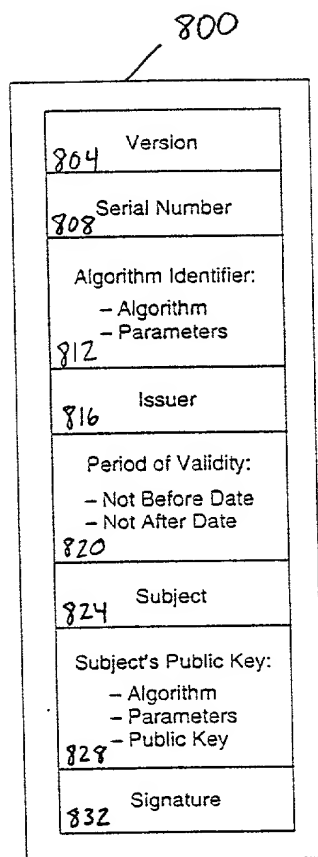 800
Version
804
Serial Number
808
Algorithm Identifier:
– Algorithm
– Parameters
812
Issuer
816
Period of Validity:
– Not Before Date
– Not After Date
820
Subject
824
Subject's Public Key:
– Algorithm
– Parameters
– Public Key
828
Signature
832